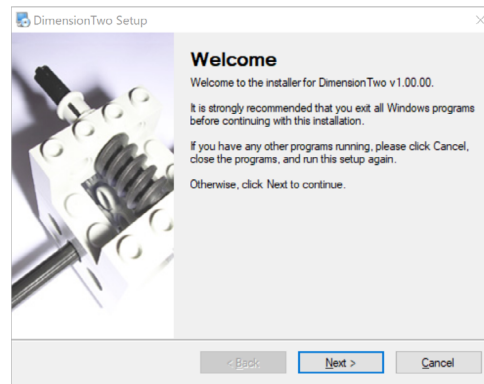 DimensionTwo Setup
Welcome
Welcome to the installer for DimensionTwo v1.00.00.
It is strongly recommended that you exit all Windows programs
before continuing with this installation.
If you have any other programs running, please click Cancel,
close the programs, and run this setup again.
Otherwise, click Next to continue.
< Back
Next >
Cancel